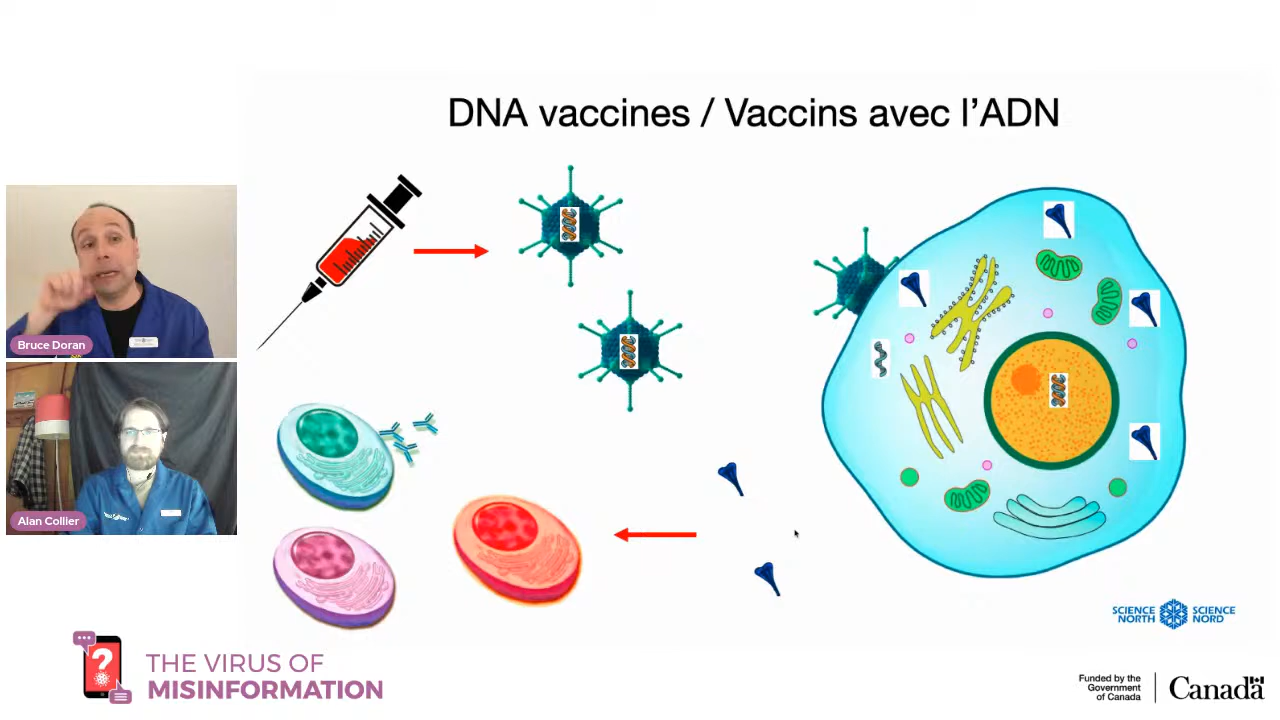 DNA vaccines / Vaccins avec l'ADN
Bruce Doran
Alan Collier
SCIENCE NORTH
SCIENCE NORD
THE VIRUS OF
MISINFORMATION
Funded by the
Government
of Canada
Canada